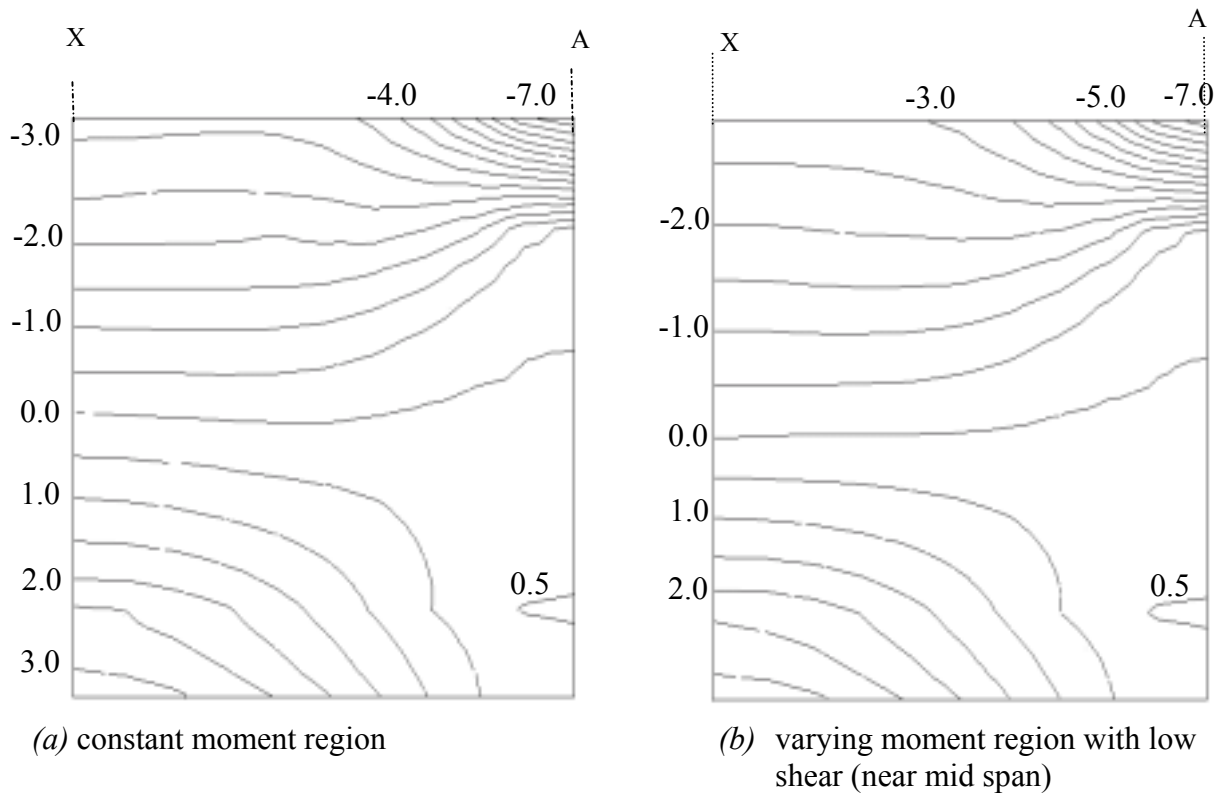 X
A
-4.0
-7.0
-3.0
-2.0
-1.0
0.0
1.0
2.0
3.0
0.5
(a) constant moment region
X
A
-3.0
-5.0
-7.0
-2.0
-1.0
0.0
1.0
2.0
0.5
(b) varying moment region with low
shear (near mid span)